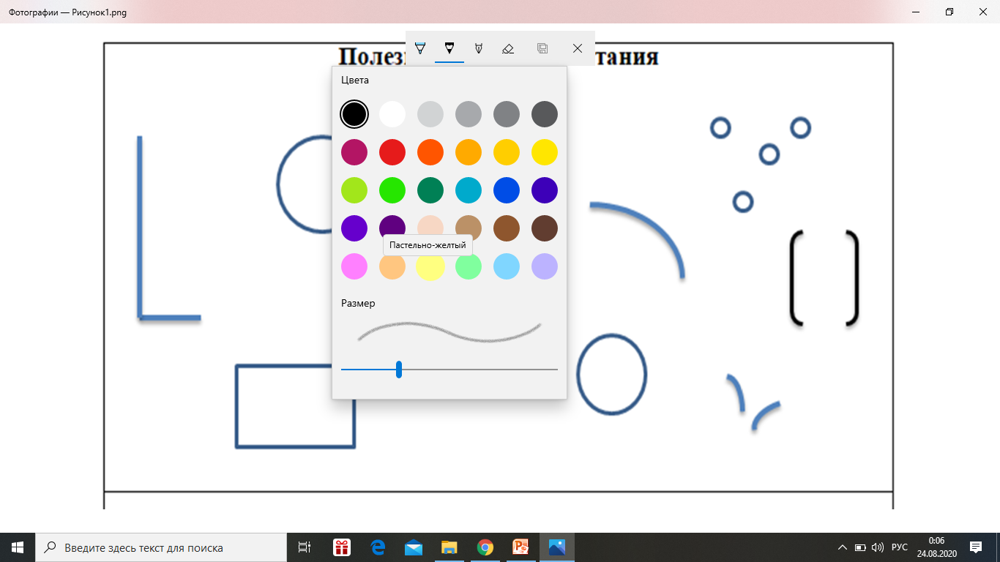 Фотографии — Рисунок1.png
Полез
тания
Цвета
Пастельно-желтый
Размер
Введите здесь текст для поиска
РУС
0:06
24.08.2020